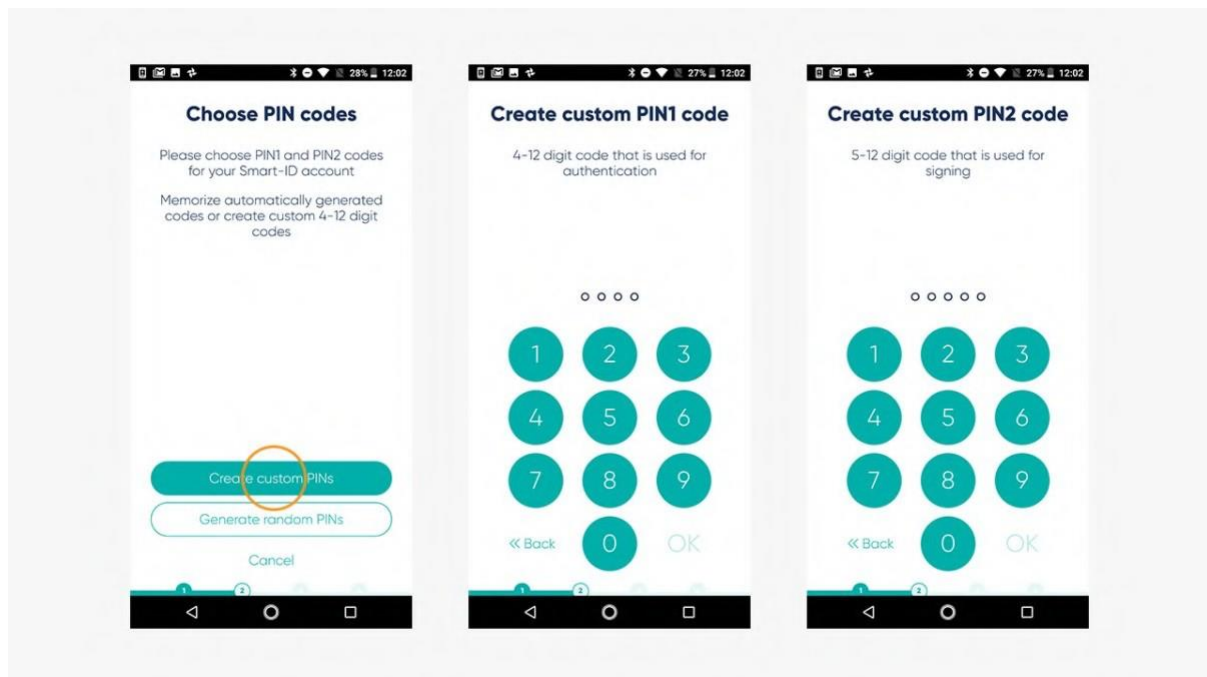 28% 12:02
Choose PIN codes
Please choose PIN1 and PIN2 codes
for your Smart-ID account
Memorize automatically generated
codes or create custom 4-12 digit
codes
Create custom PINs
Generate random PINs
Cancel
1 2
27% 12:02
Create custom PIN1 code
4-12 digit code that is used for
authentication
1 2 3
4 5 6
7 8 9
« Back 0 OK
1 2
27% 12:02
Create custom PIN2 code
5-12 digit code that is used for
signing
1 2 3
4 5 6
7 8 9
« Back 0 OK
1 2